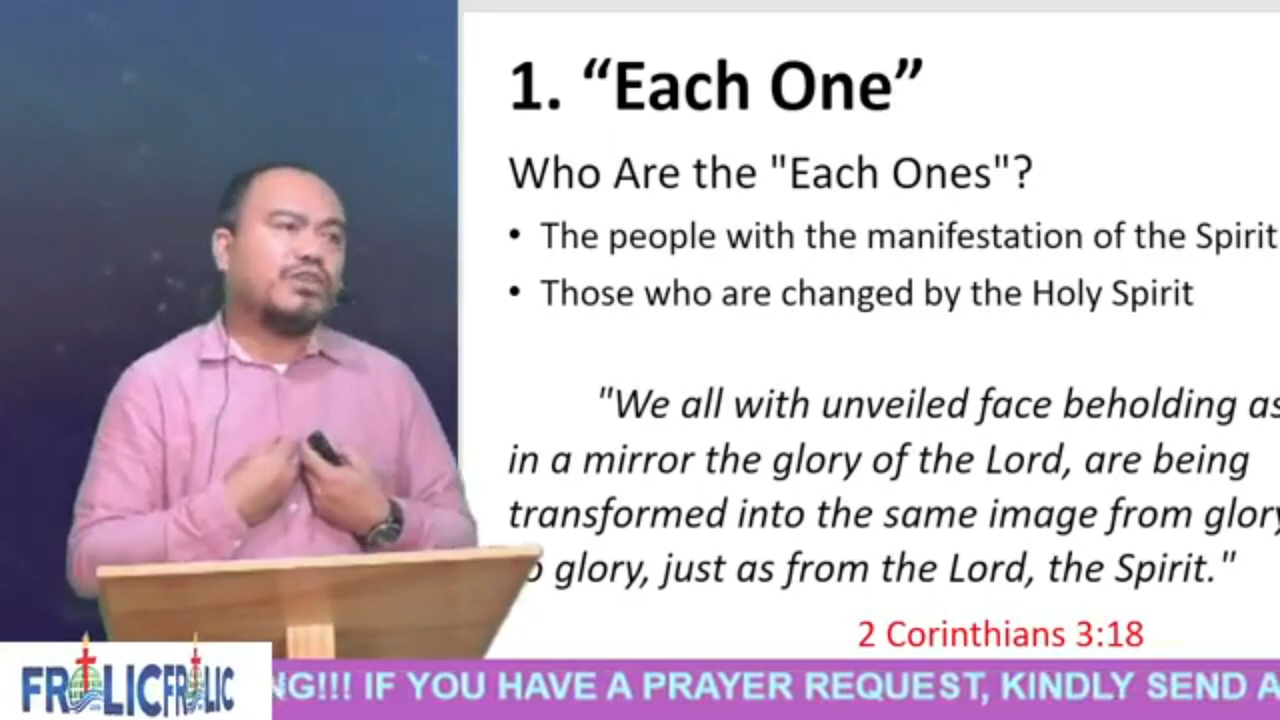 1. “Each One”
Who Are the "Each Ones"?
• The people with the manifestation of the Spirit
• Those who are changed by the Holy Spirit
"We all with unveiled face beholding as
in a mirror the glory of the Lord, are being
transformed into the same image from glory
glory, just as from the Lord, the Spirit."
2 Corinthians 3:18
IF YOU HAVE A PRAYER REQUEST, KINDLY SEND A